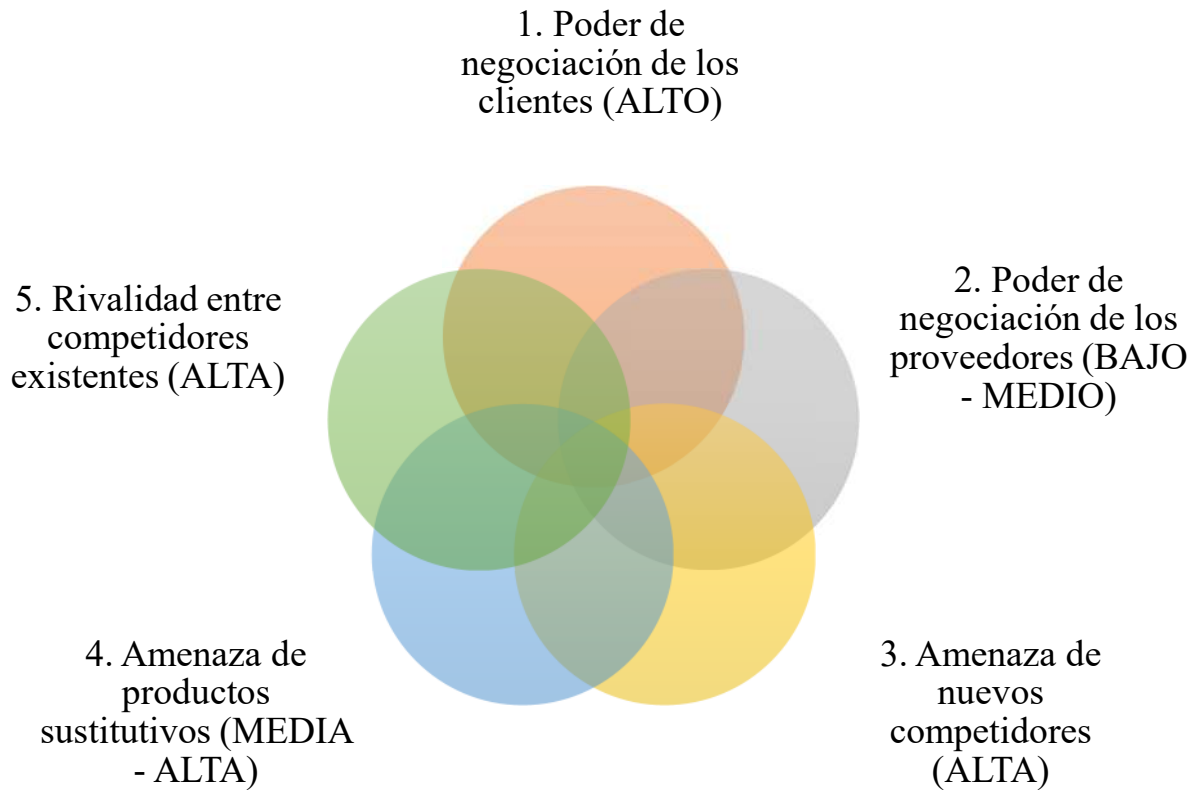 1. Poder de
negociación de los
clientes (ALTO)
2. Poder de
negociación de los
proveedores (BAJO
- MEDIO)
3. Amenaza de
nuevos
competidores
(ALTA)
4. Amenaza de
productos
sustitutivos (MEDIA
- ALTA)
5. Rivalidad entre
competidores
existentes (ALTA)